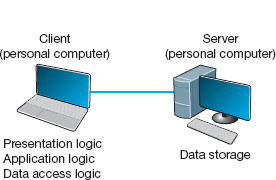 Client
(personal computer)
Server
(personal computer)
Presentation logic
Application logic
Data access logic
Data storage